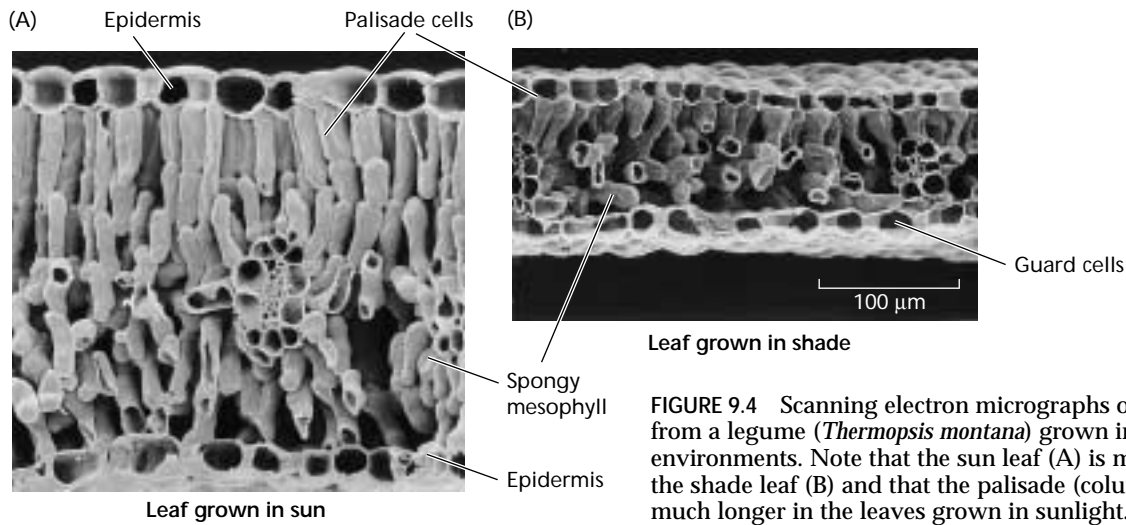 (A)
Epidermis
Palisade cells
(B)
Guard cells
100 µm
Leaf grown in shade
Spongy
mesophyll
Epidermis
Leaf grown in sun
FIGURE 9.4 Scanning electron micrographs o
from a legume (Thermopsis montana) grown in
environments. Note that the sun leaf (A) is m
the shade leaf (B) and that the palisade (colu
much longer in the leaves grown in sunlight.